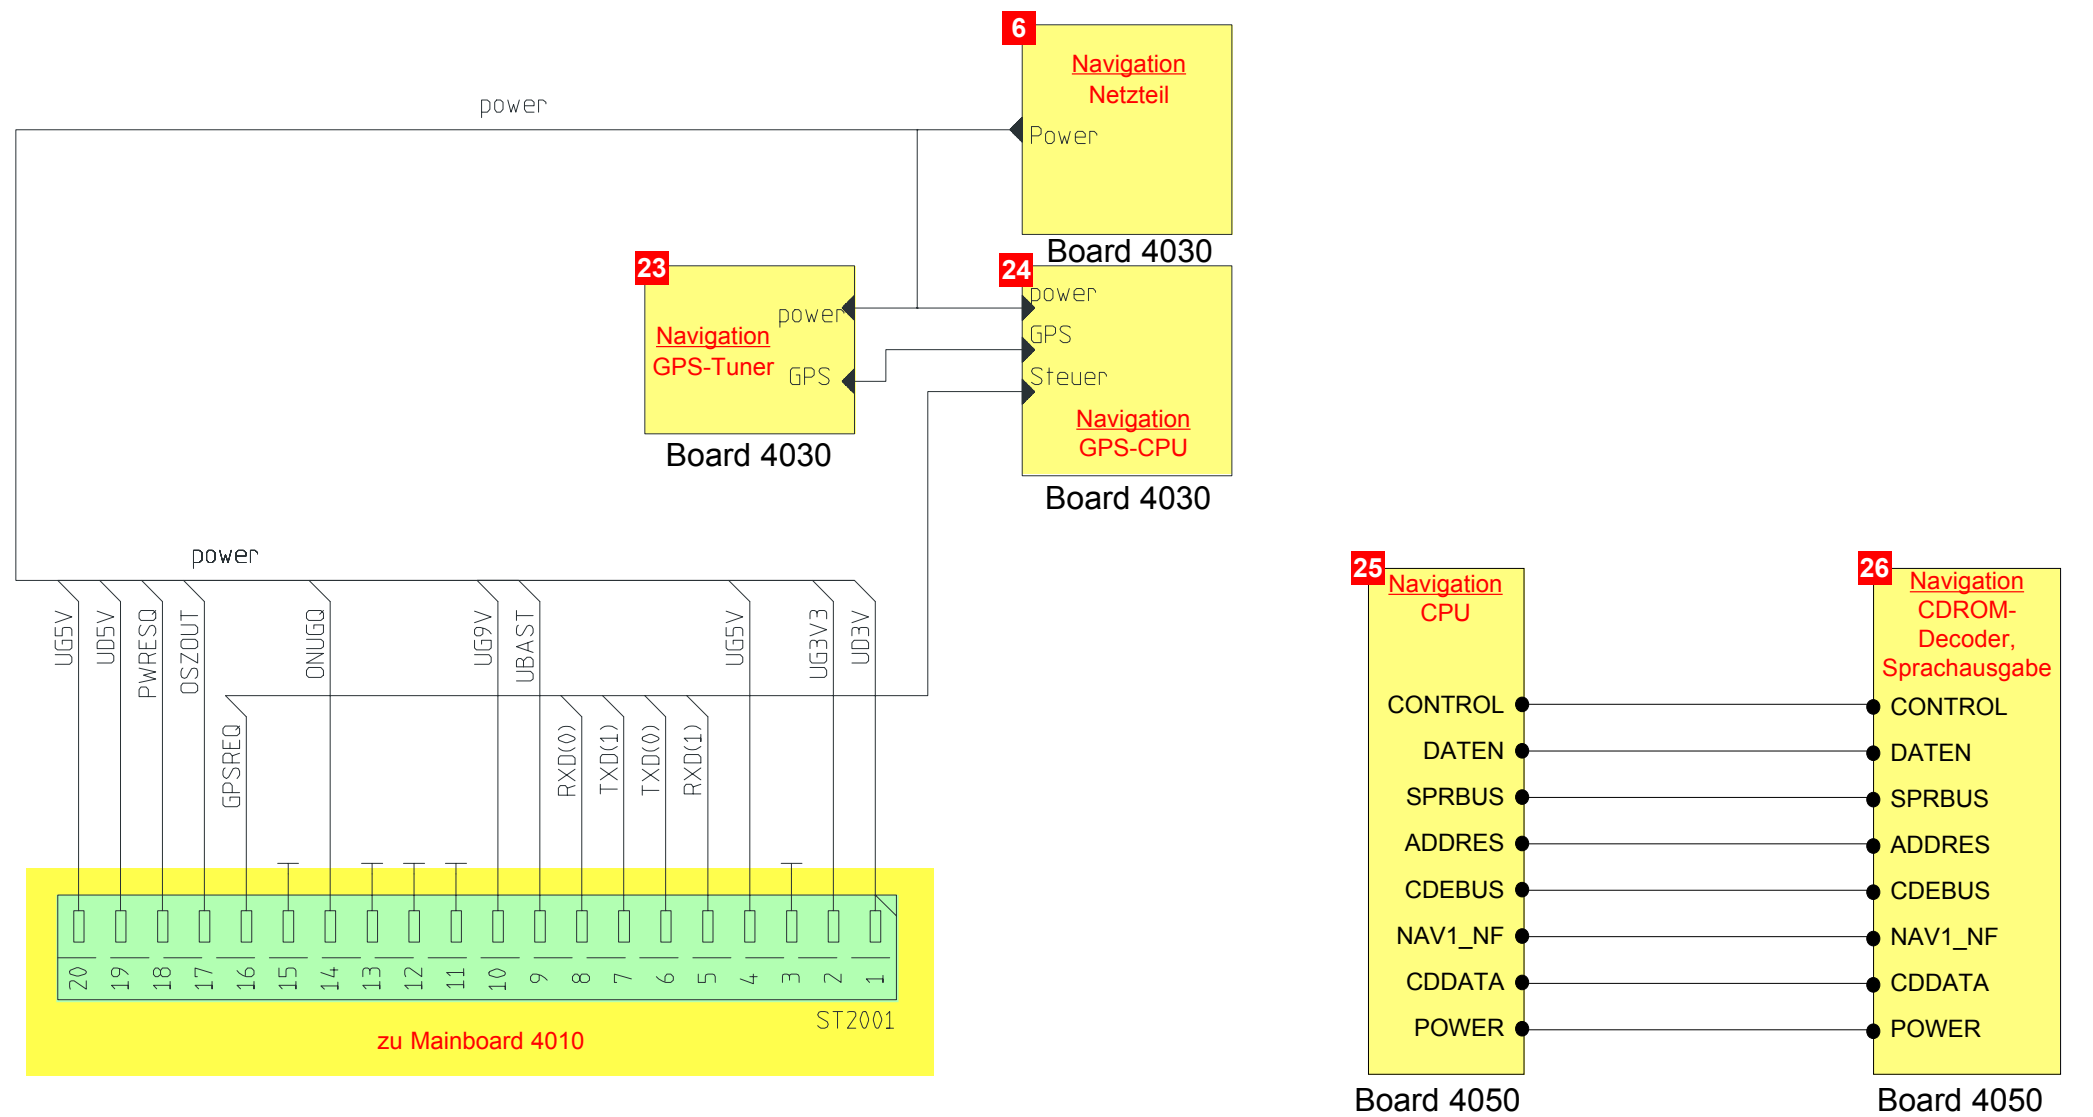 6
Navigation
Netzteil
power
Power
Board 4030
23
power
Navigation
GPS-Tuner
GPS
Board 4030
24
power
GPS
Steuer
Navigation
GPS-CPU
Board 4030
power
UG5V
UD5V
PWRESQ
OSZOUT
ONUGQ
UG9V
UBAST
UG5V
UG3V3
UD3V
GPSREQ
RXD(0)
TXD(1)
TXD(0)
RXD(1)
20 19 18 17 16 15 14 13 12 11 10 9 8 7 6 5 4 3 2 1
ST2001
zu Mainboard 4010
25
Navigation
CPU
CONTROL
DATEN
SPRBUS
ADDRES
CDEBUS
NAV1_NF
CDDATA
POWER
Board 4050
26
Navigation
CDROM-
Decoder,
Sprachausgabe
CONTROL
DATEN
SPRBUS
ADDRES
CDEBUS
NAV1_NF
CDDATA
POWER
Board 4050